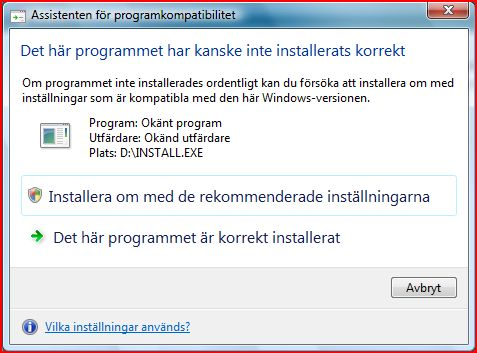 Assistenten för programkompatibilitet
Det här programmet har kanske inte installerats korrekt
Om programmet inte installerades ordentligt kan du försöka att installera om med
inställningar som är kompatibla med den här Windows-versionen.
Program: Okänt program
Utfärdare: Okänd utfärdare
Plats: D:\INSTALL.EXE
Installera om med de rekommenderade inställningarna
Det här programmet är korrekt installerat
Avbryt
Vilka inställningar används?